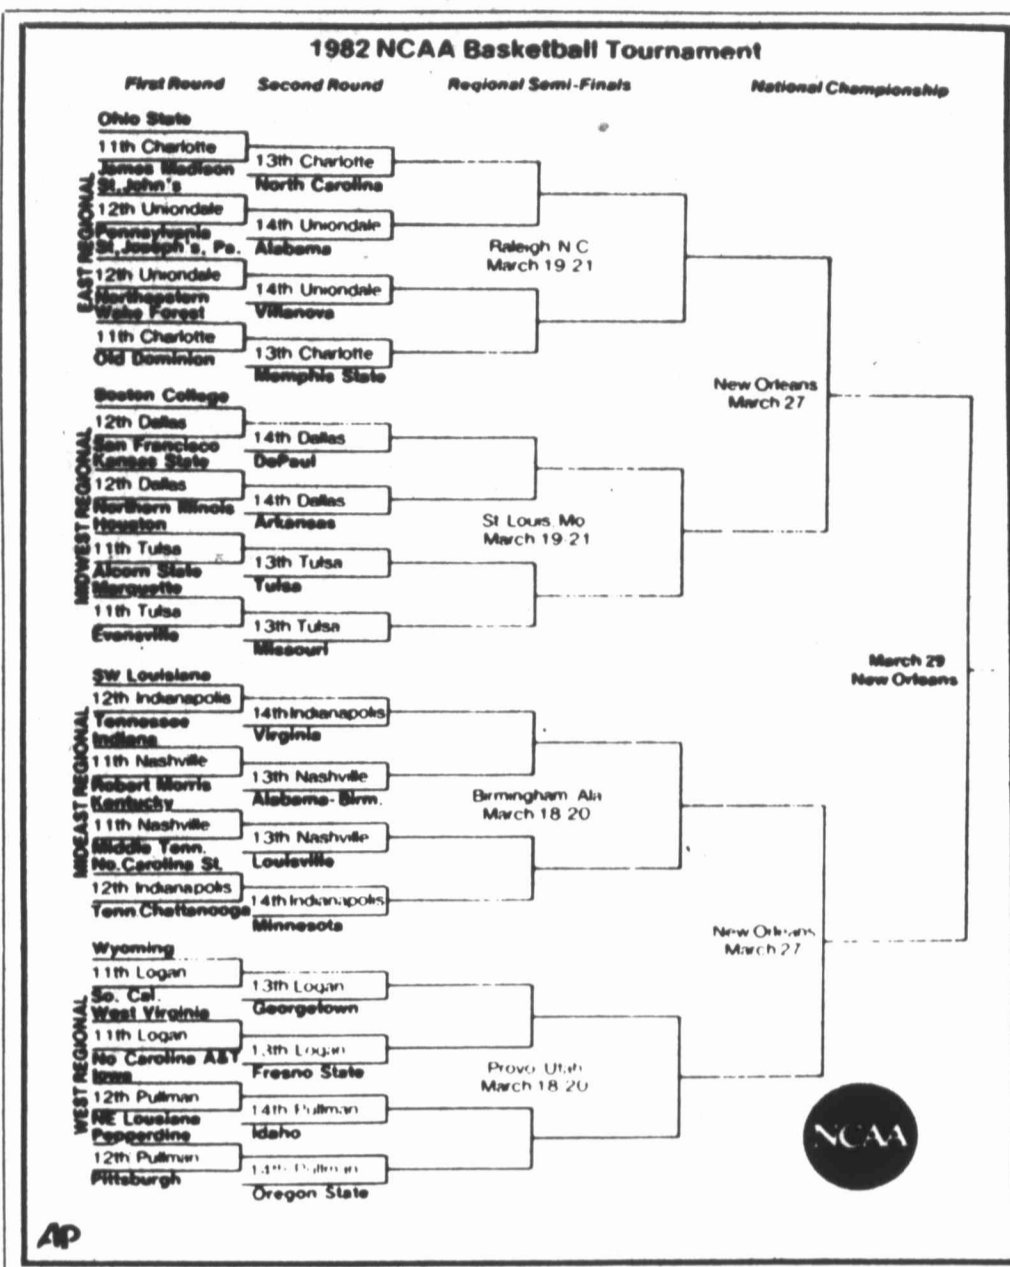 1982 NCAA Basketball Tournament
First Round Second Round Regional Semi-Finals National Championship
EAST REGIONAL
Ohio State
11th Charlotte
James Madison
St. John's
12th Uniondale
Pennsylvania
St. Joseph's, Pa.
12th Uniondale
Northeastern
Wake Forest
11th Charlotte
Old Dominion
13th Charlotte
North Carolina
14th Uniondale
Alabama
14th Uniondale
Villanova
13th Charlotte
Memphis State
Raleigh N C
March 19-21
MIDWEST REGIONAL
Boston College
12th Dallas
San Francisco
Kansas State
12th Dallas
Northern Illinois
Houston
11th Tulsa
Alcorn State
Marquette
11th Tulsa
Evansville
14th Dallas
DePaul
14th Dallas
Arkansas
13th Tulsa
Tulsa
13th Tulsa
Missouri
St Louis, Mo
March 19-21
New Orleans
March 27
MIDEAST REGIONAL
SW Louisiana
12th Indianapolis
Tennessee
Indiana
11th Nashville
Robert Morris
Kentucky
11th Nashville
Middle Tenn.
No. Carolina St.
12th Indianapolis
Tenn. Chattanooga
14th Indianapolis
Virginia
13th Nashville
Alabama-Birm.
13th Nashville
Louisville
14th Indianapolis
Minnesota
Birmingham Ala
March 18-20
WEST REGIONAL
Wyoming
11th Logan
So. Cal.
West Virginia
11th Logan
No Carolina A&T
Iowa
12th Pullman
NE Lousiana
Pepperdine
12th Pullman
Pittsburgh
13th Logan
Georgetown
13th Logan
Fresno State
14th Pullman
Idaho
14th Pullman
Oregon State
Provo Utah
March 18-20
New Orleans
March 27
March 29
New Orleans
NCAA
AP